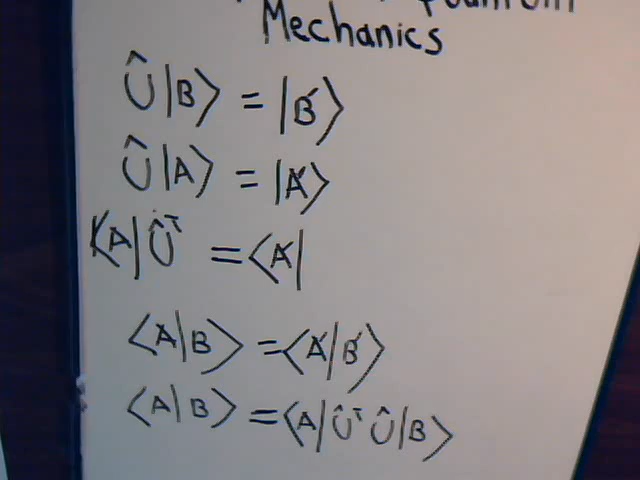 Mechanics
Û|B⟩ = |B'⟩
Û|A⟩ = |A'⟩
⟨A|Û† = ⟨A'|
⟨A|B⟩ = ⟨A'|B'⟩
⟨A|B⟩ = ⟨A|Û† Û|B⟩